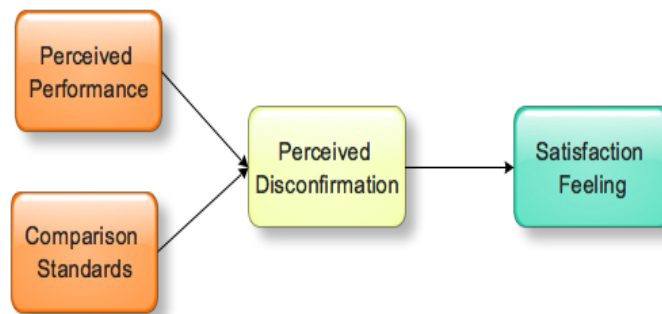 Perceived
Performance
Perceived
Disconfirmation
Satisfaction
Feeling
Comparison
Standards